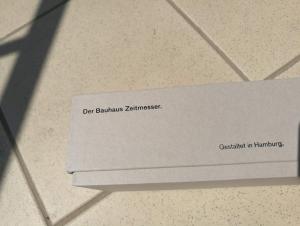 Der Bauhaus Zeitmesser.
Gestaltet in Hamburg.